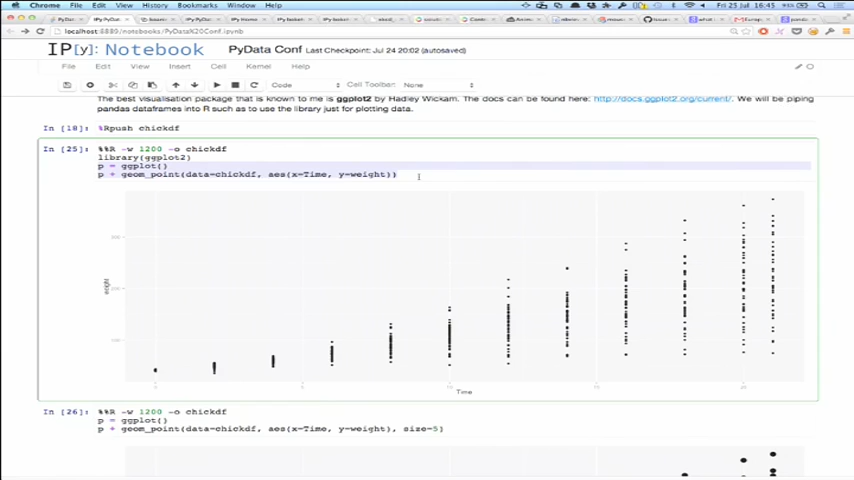 Chrome File Edit View History Bookmarks Window Help
Fri 25 Jul 16:45
localhost:8889/notebooks/PyData%20Conf.ipynb
IP[y]: Notebook PyData Conf Last Checkpoint: Jul 24 20:02 (autosaved)
File Edit View Insert Cell Kernel Help
Code Cell Toolbar: None
The best visualisation package that is known to me is ggplot2 by Hadley Wickam. The docs can be found here: http://docs.ggplot2.org/current/. We will be piping
pandas dataframes into R such as to use the library just for plotting data.
In [18]: %Rpush chickdf
In [25]: %%R -w 1200 -o chickdf
library(ggplot2)
p = ggplot()
p + geom_point(data=chickdf, aes(x=Time, y=weight))
weight
Time
In [26]: %%R -w 1200 -o chickdf
p = ggplot()
p + geom_point(data=chickdf, aes(x=Time, y=weight), size=5)